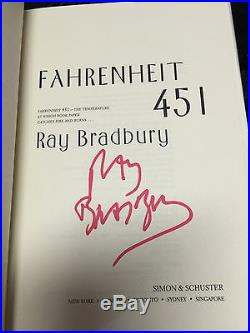 FAHRENHEIT
451
FAHRENHEIT 451—THE TEMPERATURE
AT WHICH BOOK PAPER
CATCHES FIRE AND BURNS . . .
Ray Bradbury
Ray
Bradbury
SIMON & SCHUSTER
NEW YORK SYDNEY • SINGAPORE